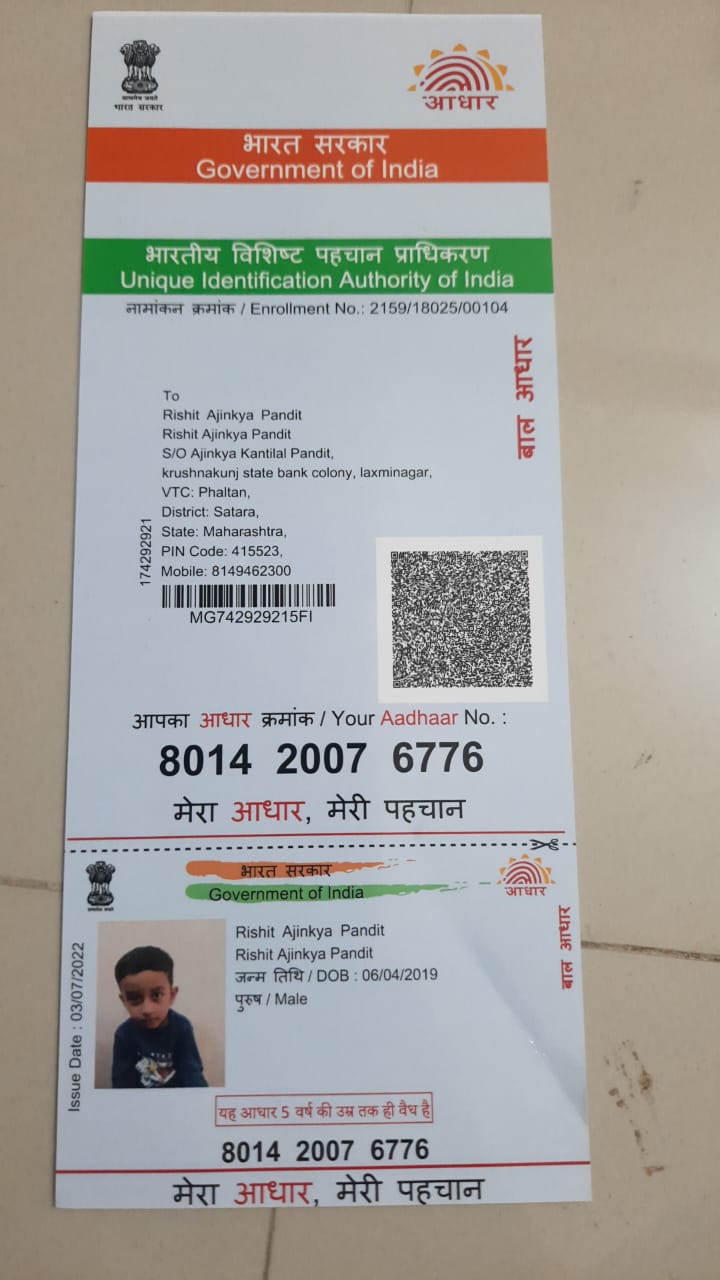 सत्यमेव जयते
भारत सरकार
आधार
भारत सरकार
Government of India
भारतीय विशिष्ट पहचान प्राधिकरण
Unique Identification Authority of India
नामांकन क्रमांक / Enrollment No.: 2159/18025/00104
बाल आधार
To
Rishit Ajinkya Pandit
Rishit Ajinkya Pandit
S/O Ajinkya Kantilal Pandit,
krushnakunj state bank colony, laxminagar,
VTC: Phaltan,
District: Satara,
State: Maharashtra,
PIN Code: 415523,
Mobile: 8149462300
174292921
MG742929215FI
आपका आधार क्रमांक / Your Aadhaar No. :
8014 2007 6776
मेरा आधार, मेरी पहचान
भारत सरकार
Government of India
आधार
बाल आधार
Issue Date : 03/07/2022
Rishit Ajinkya Pandit
Rishit Ajinkya Pandit
जन्म तिथि / DOB : 06/04/2019
पुरुष / Male
यह आधार 5 वर्ष की उम्र तक ही वैध है
8014 2007 6776
मेरा आधार, मेरी पहचान